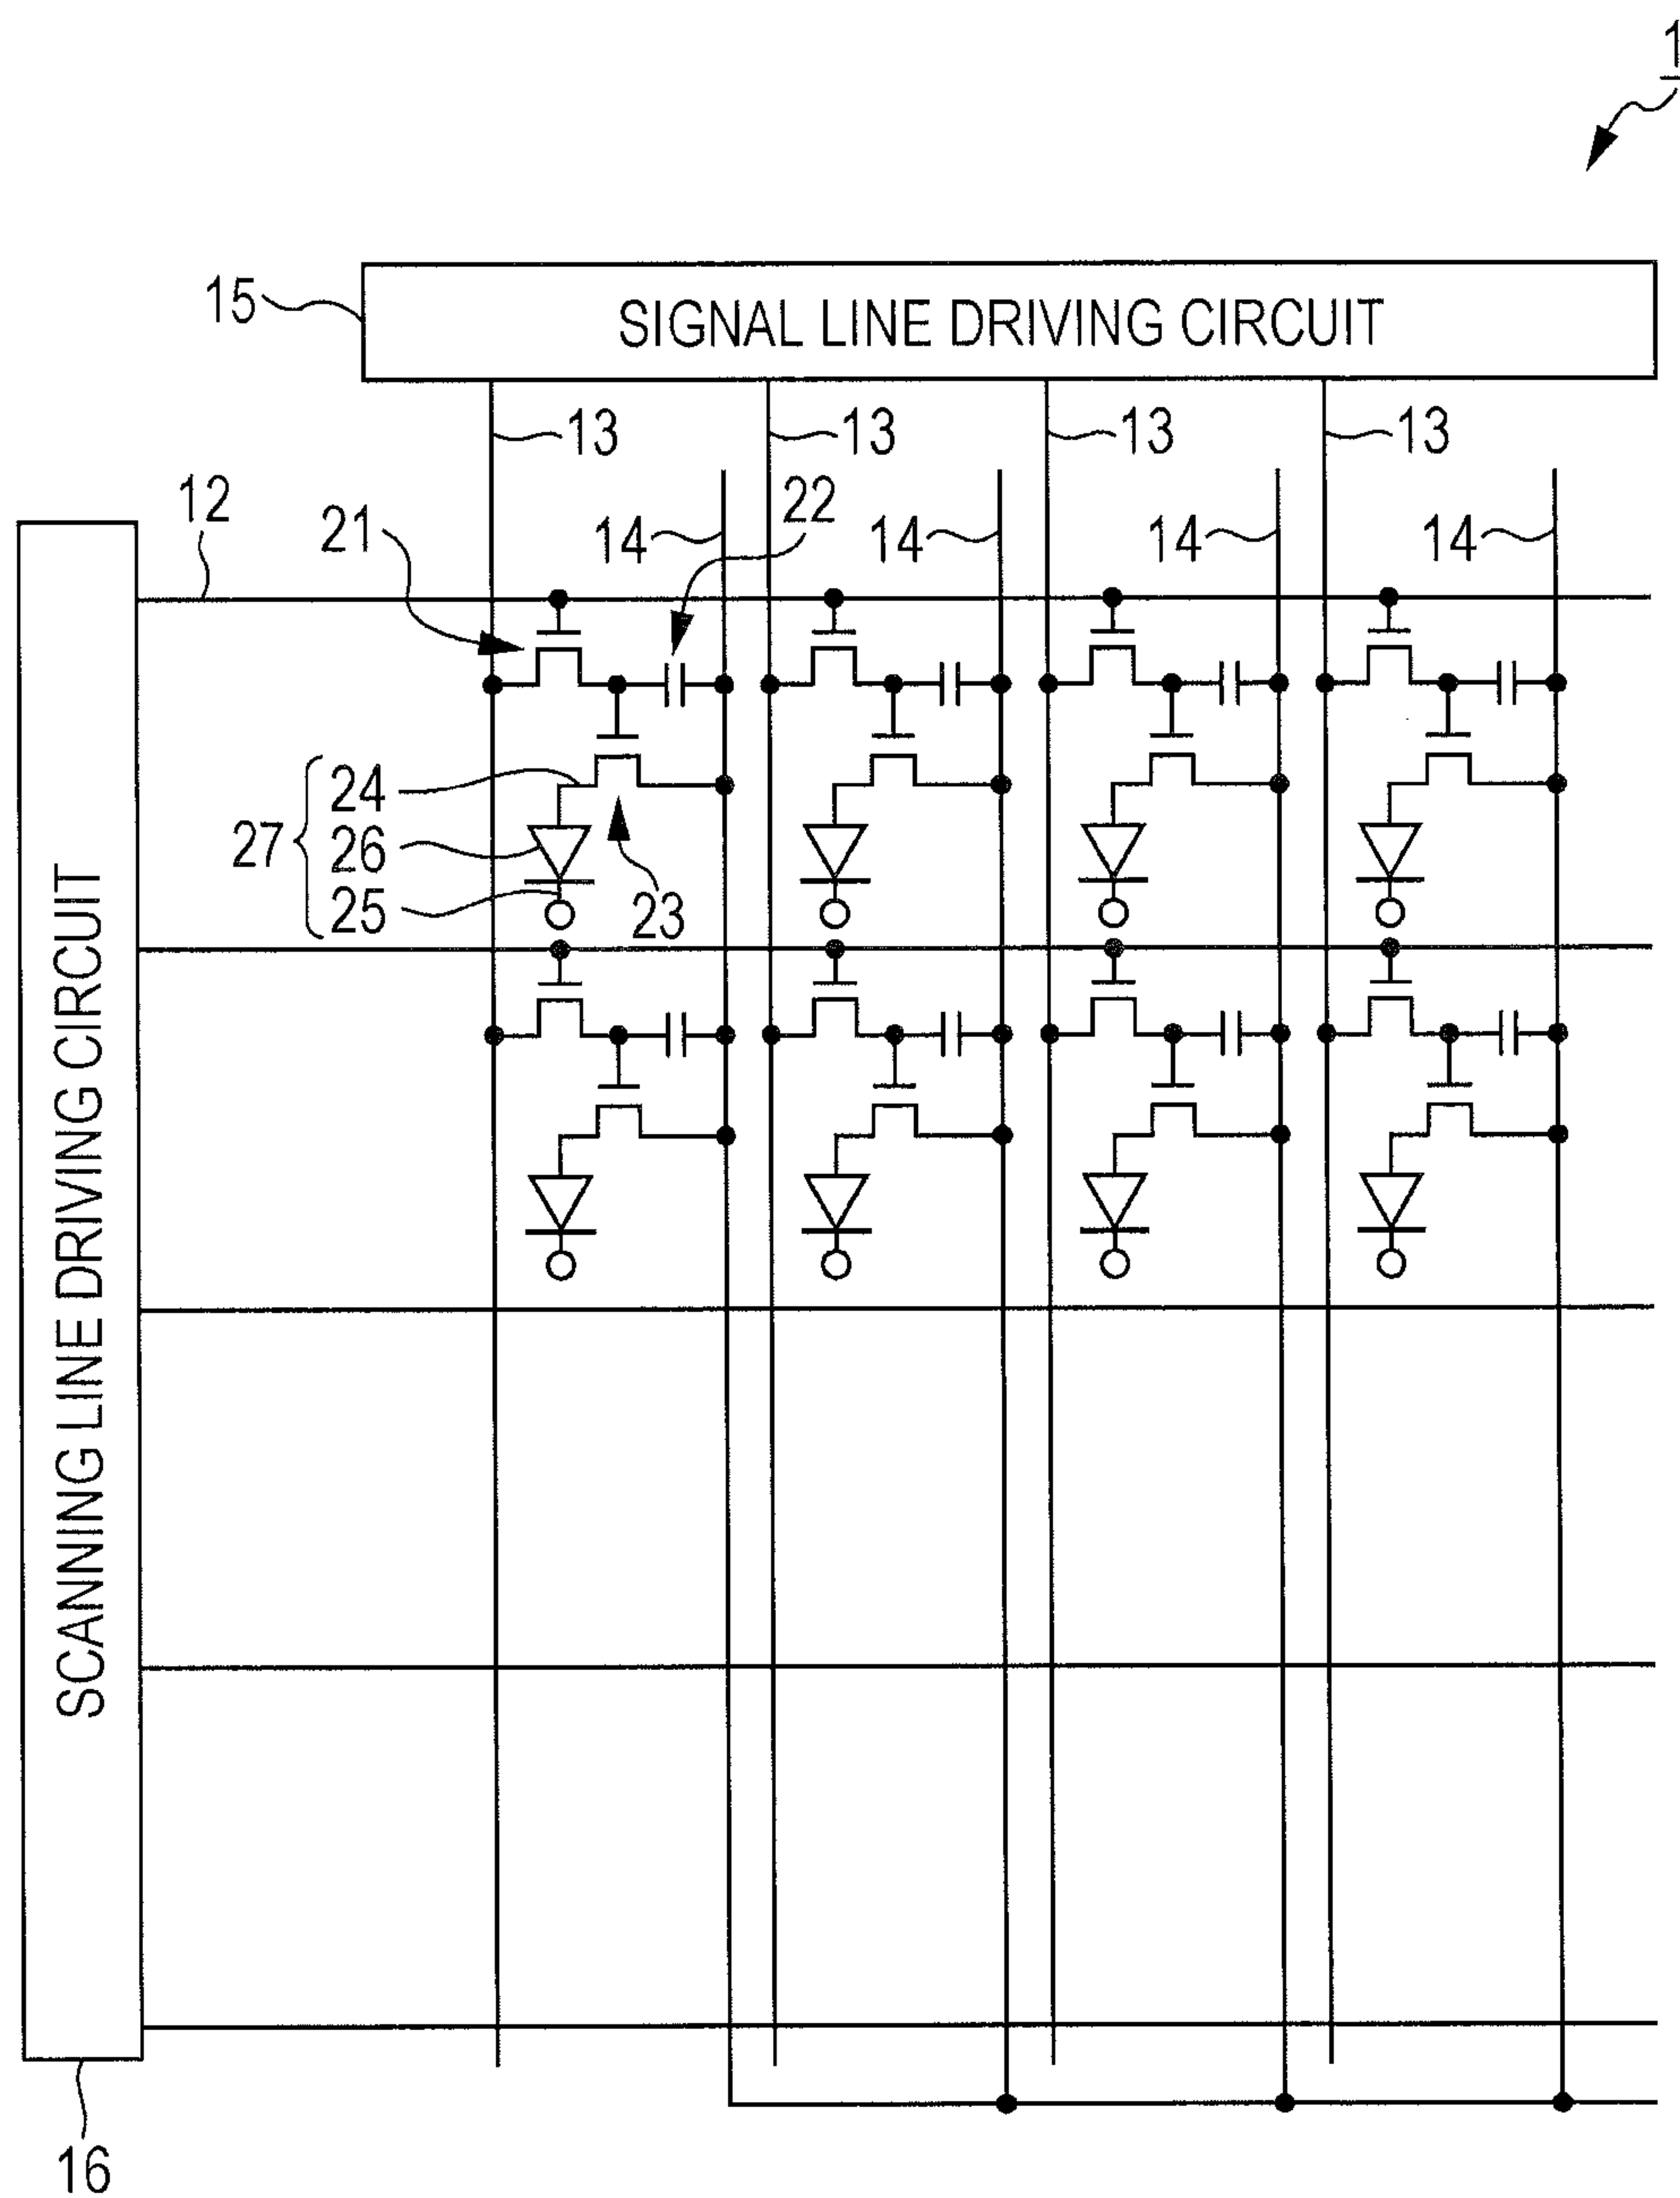 1
15
SIGNAL LINE DRIVING CIRCUIT
13 13 13 13
12
21
14 22 14 14 14
27 24
26
25
23
SCANNING LINE DRIVING CIRCUIT
16